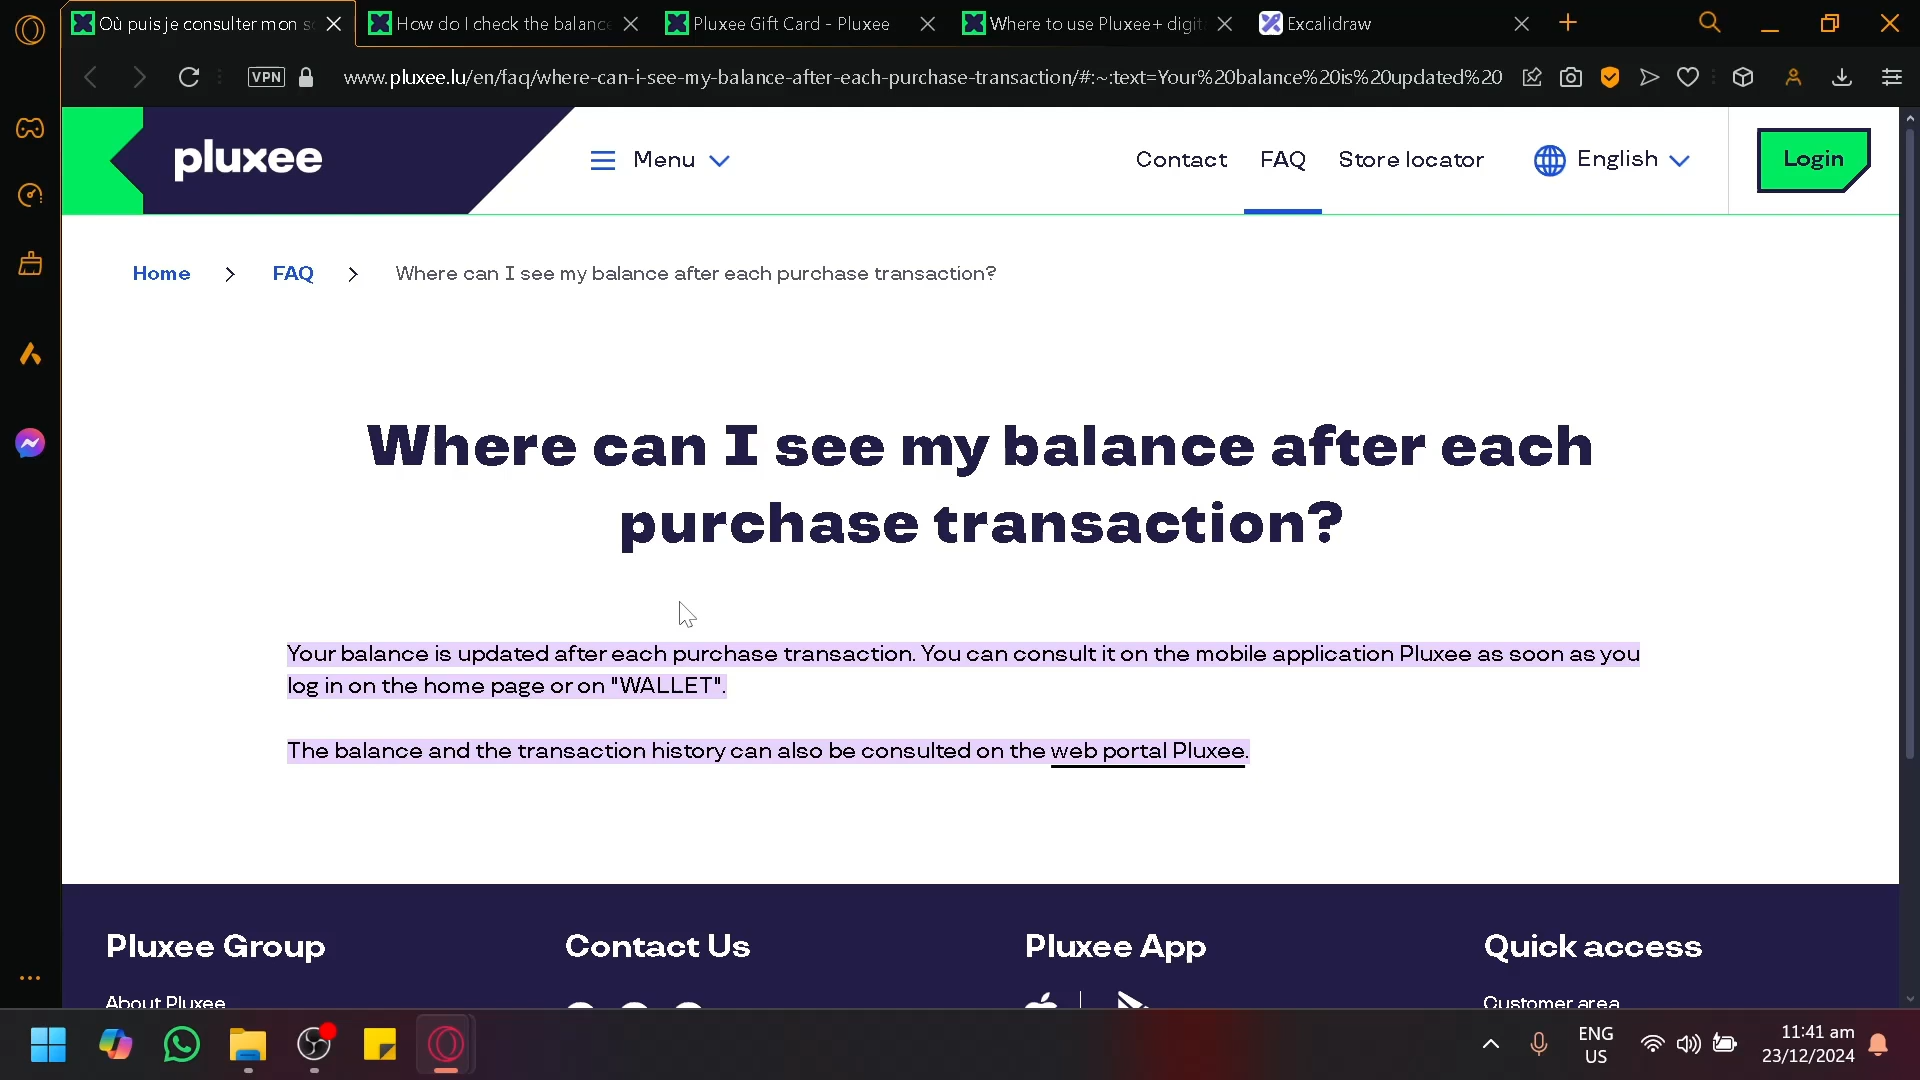 Où puis je consulter mon s
How do I check the balance
Pluxee Gift Card - Pluxee
Where to use Pluxee+ digit
Excalidraw
VPN
www.pluxee.lu/en/faq/where-can-i-see-my-balance-after-each-purchase-transaction/#:~:text=Your%20balance%20is%20updated%20
pluxee
Menu
Contact
FAQ
Store locator
English
Login
Home
FAQ
Where can I see my balance after each purchase transaction?
Where can I see my balance after each
purchase transaction?
Your balance is updated after each purchase transaction. You can consult it on the mobile application Pluxee as soon as you
log in on the home page or on "WALLET".
The balance and the transaction history can also be consulted on the web portal Pluxee.
Pluxee Group
Contact Us
Pluxee App
Quick access
About Pluxee
Customer area
ENG
US
11:41 am
23/12/2024